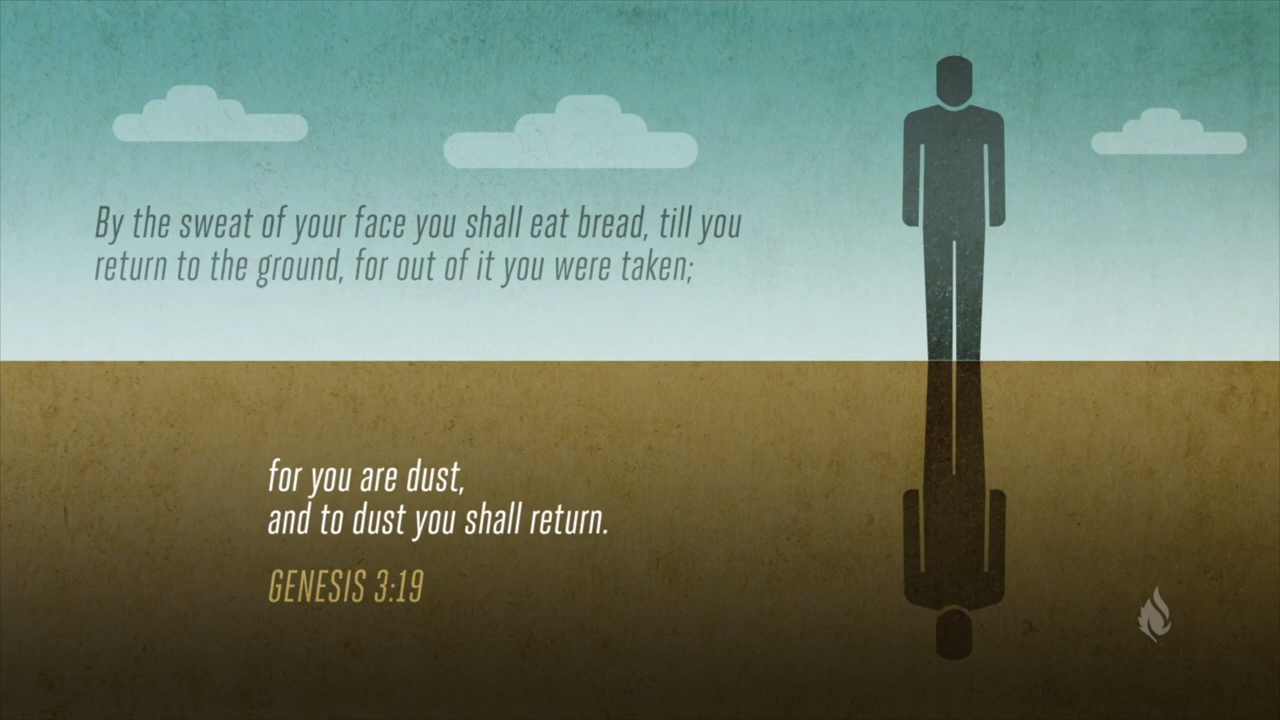 By the sweat of your face you shall eat bread, till you
return to the ground, for out of it you were taken;
for you are dust,
and to dust you shall return.
GENESIS 3:19